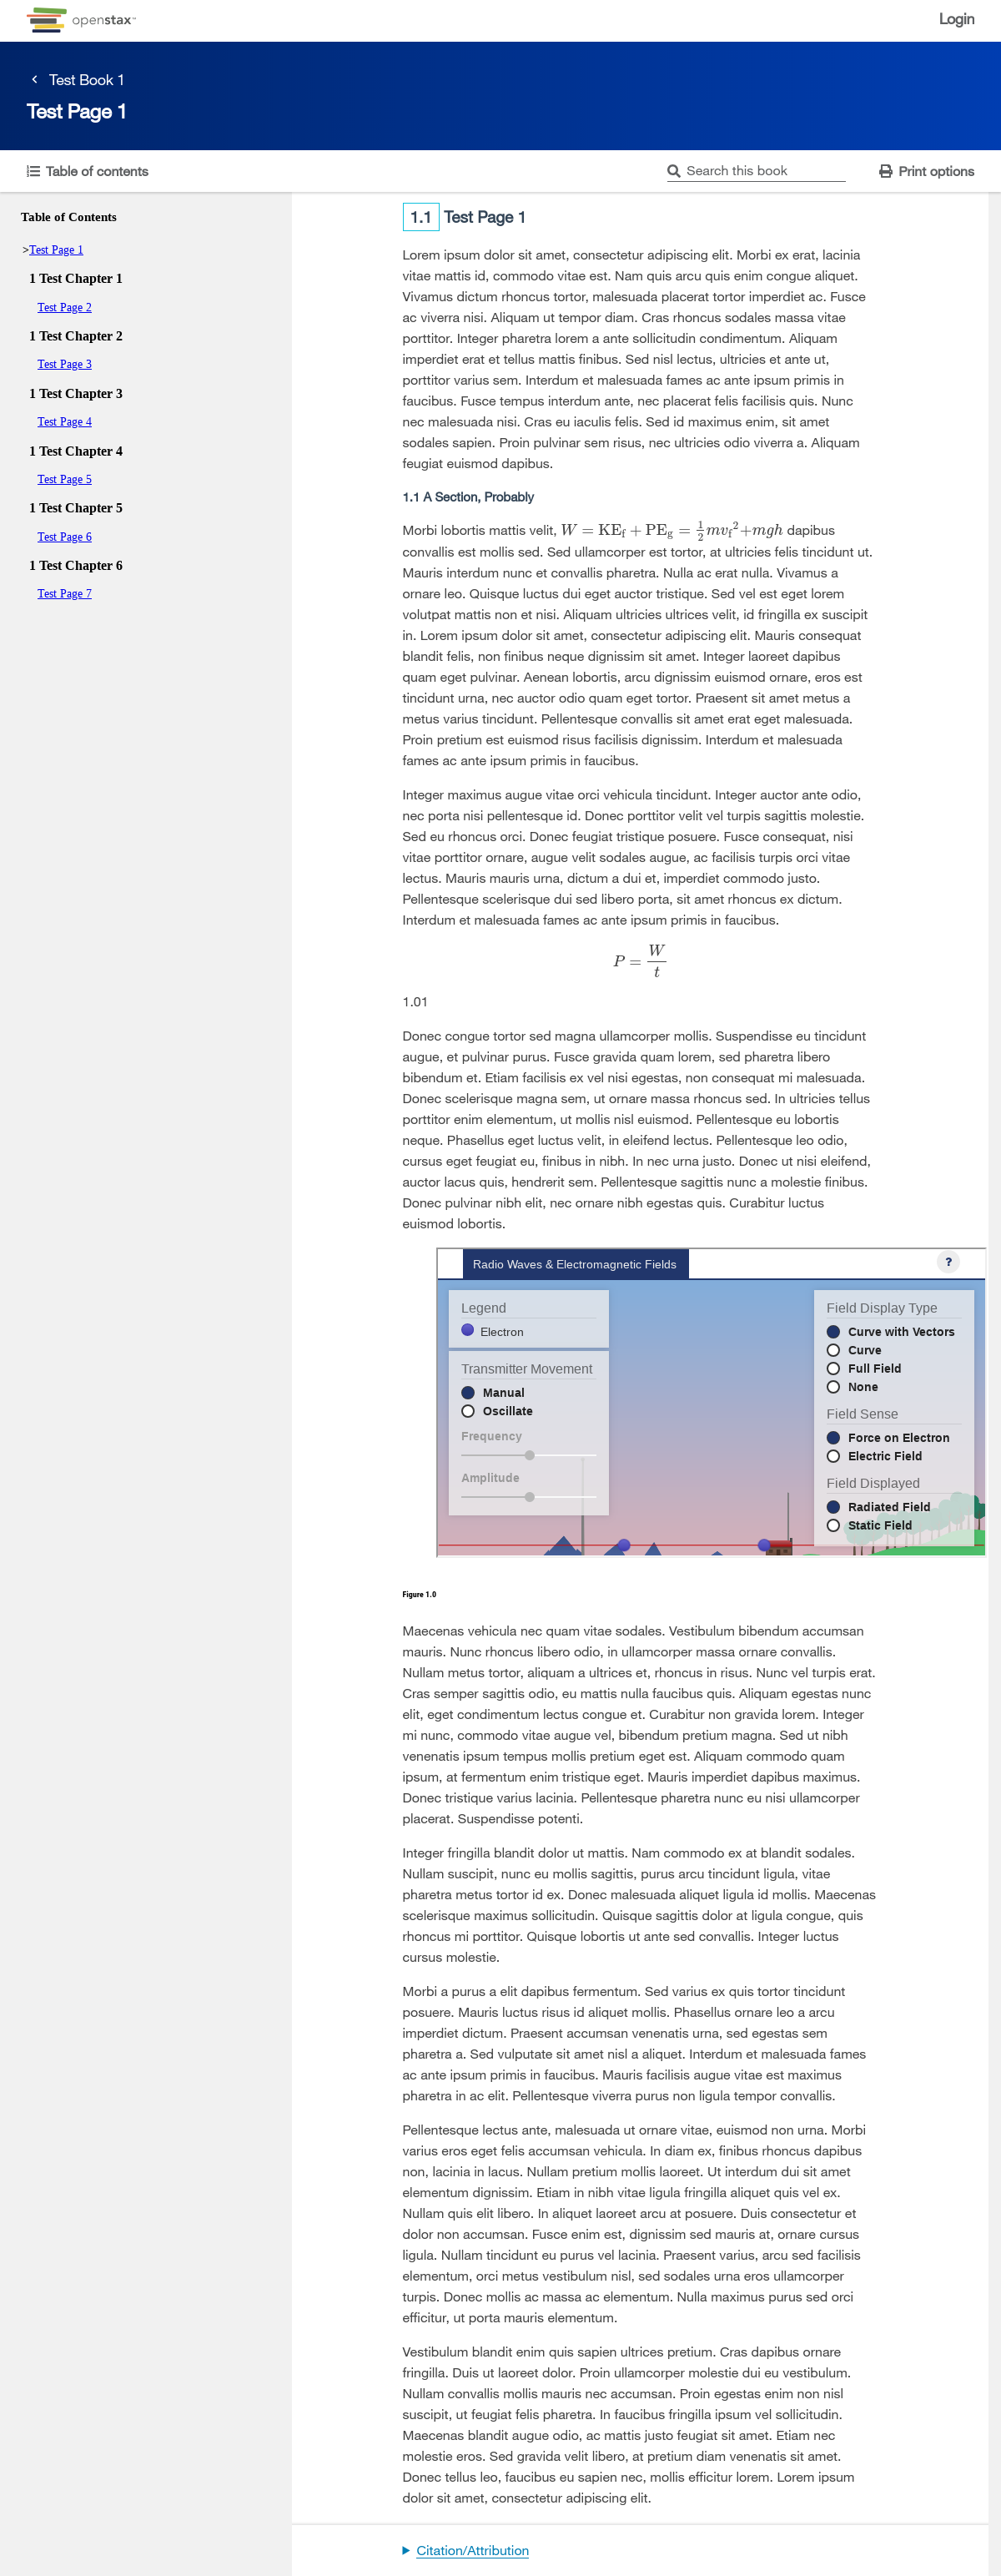 openstax™
Login
Test Book 1
Test Page 1
Table of contents
Search this book
Print options
Table of Contents
>Test Page 1
1 Test Chapter 1
Test Page 2
1 Test Chapter 2
Test Page 3
1 Test Chapter 3
Test Page 4
1 Test Chapter 4
Test Page 5
1 Test Chapter 5
Test Page 6
1 Test Chapter 6
Test Page 7
1.1 Test Page 1
Lorem ipsum dolor sit amet, consectetur adipiscing elit. Morbi ex erat, lacinia
vitae mattis id, commodo vitae est. Nam quis arcu quis enim congue aliquet.
Vivamus dictum rhoncus tortor, malesuada placerat tortor imperdiet ac. Fusce
ac viverra nisi. Aliquam ut tempor diam. Cras rhoncus sodales massa vitae
porttitor. Integer pharetra lorem a ante sollicitudin condimentum. Aliquam
imperdiet erat et tellus mattis finibus. Sed nisl lectus, ultricies et ante ut,
porttitor varius sem. Interdum et malesuada fames ac ante ipsum primis in
faucibus. Fusce tempus interdum ante, nec placerat felis facilisis quis. Nunc
nec malesuada nisi. Cras eu iaculis felis. Sed id maximus enim, sit amet
sodales sapien. Proin pulvinar sem risus, nec ultricies odio viverra a. Aliquam
feugiat euismod dapibus.
1.1 A Section, Probably
Morbi lobortis mattis velit, W = KE_f + PE_g = 1/2 mv_f² + mgh dapibus
convallis est mollis sed. Sed ullamcorper est tortor, at ultricies felis tincidunt ut.
Mauris interdum nunc et convallis pharetra. Nulla ac erat nulla. Vivamus a
ornare leo. Quisque luctus dui eget auctor tristique. Sed vel est eget lorem
volutpat mattis non et nisi. Aliquam ultricies ultrices velit, id fringilla ex suscipit
in. Lorem ipsum dolor sit amet, consectetur adipiscing elit. Mauris consequat
blandit felis, non finibus neque dignissim sit amet. Integer laoreet dapibus
quam eget pulvinar. Aenean lobortis, arcu dignissim euismod ornare, eros est
tincidunt urna, nec auctor odio quam eget tortor. Praesent sit amet metus a
metus varius tincidunt. Pellentesque convallis sit amet erat eget malesuada.
Proin pretium est euismod risus facilisis dignissim. Interdum et malesuada
fames ac ante ipsum primis in faucibus.
Integer maximus augue vitae orci vehicula tincidunt. Integer auctor ante odio,
nec porta nisi pellentesque id. Donec porttitor velit vel turpis sagittis molestie.
Sed eu rhoncus orci. Donec feugiat tristique posuere. Fusce consequat, nisi
vitae porttitor ornare, augue velit sodales augue, ac facilisis turpis orci vitae
lectus. Mauris mauris urna, dictum a dui et, imperdiet commodo justo.
Pellentesque scelerisque dui sed libero porta, sit amet rhoncus ex dictum.
Interdum et malesuada fames ac ante ipsum primis in faucibus.
P = W/t
1.01
Donec congue tortor sed magna ullamcorper mollis. Suspendisse eu tincidunt
augue, et pulvinar purus. Fusce gravida quam lorem, sed pharetra libero
bibendum et. Etiam facilisis ex vel nisi egestas, non consequat mi malesuada.
Donec scelerisque magna sem, ut ornare massa rhoncus sed. In ultricies tellus
porttitor enim elementum, ut mollis nisl euismod. Pellentesque eu lobortis
neque. Phasellus eget luctus velit, in eleifend lectus. Pellentesque leo odio,
cursus eget feugiat eu, finibus in nibh. In nec urna justo. Donec ut nisi eleifend,
auctor lacus quis, hendrerit sem. Pellentesque sagittis nunc a molestie finibus.
Donec pulvinar nibh elit, nec ornare nibh egestas quis. Curabitur luctus
euismod lobortis.
Radio Waves & Electromagnetic Fields
?
Legend
Electron
Transmitter Movement
Manual
Oscillate
Frequency
Amplitude
Field Display Type
Curve with Vectors
Curve
Full Field
None
Field Sense
Force on Electron
Electric Field
Field Displayed
Radiated Field
Static Field
Figure 1.0
Maecenas vehicula nec quam vitae sodales. Vestibulum bibendum accumsan
mauris. Nunc rhoncus libero odio, in ullamcorper massa ornare convallis.
Nullam metus tortor, aliquam a ultrices et, rhoncus in risus. Nunc vel turpis erat.
Cras semper sagittis odio, eu mattis nulla faucibus quis. Aliquam egestas nunc
elit, eget condimentum lectus congue et. Curabitur non gravida lorem. Integer
mi nunc, commodo vitae augue vel, bibendum pretium magna. Sed ut nibh
venenatis ipsum tempus mollis pretium eget est. Aliquam commodo quam
ipsum, at fermentum enim tristique eget. Mauris imperdiet dapibus maximus.
Donec tristique varius lacinia. Pellentesque pharetra nunc eu nisi ullamcorper
placerat. Suspendisse potenti.
Integer fringilla blandit dolor ut mattis. Nam commodo ex at blandit sodales.
Nullam suscipit, nunc eu mollis sagittis, purus arcu tincidunt ligula, vitae
pharetra metus tortor id ex. Donec malesuada aliquet ligula id mollis. Maecenas
scelerisque maximus sollicitudin. Quisque sagittis dolor at ligula congue, quis
rhoncus mi porttitor. Quisque lobortis ut ante sed convallis. Integer luctus
cursus molestie.
Morbi a purus a elit dapibus fermentum. Sed varius ex quis tortor tincidunt
posuere. Mauris luctus risus id aliquet mollis. Phasellus ornare leo a arcu
imperdiet dictum. Praesent accumsan venenatis urna, sed egestas sem
pharetra a. Sed vulputate sit amet nisl a aliquet. Interdum et malesuada fames
ac ante ipsum primis in faucibus. Mauris facilisis augue vitae est maximus
pharetra in ac elit. Pellentesque viverra purus non ligula tempor convallis.
Pellentesque lectus ante, malesuada ut ornare vitae, euismod non urna. Morbi
varius eros eget felis accumsan vehicula. In diam ex, finibus rhoncus dapibus
non, lacinia in lacus. Nullam pretium mollis laoreet. Ut interdum dui sit amet
elementum dignissim. Etiam in nibh vitae ligula fringilla aliquet quis vel ex.
Nullam quis elit libero. In aliquet laoreet arcu at posuere. Duis consectetur et
dolor non accumsan. Fusce enim est, dignissim sed mauris at, ornare cursus
ligula. Nullam tincidunt eu purus vel lacinia. Praesent varius, arcu sed facilisis
elementum, orci metus vestibulum nisl, sed sodales urna eros ullamcorper
turpis. Donec mollis ac massa ac elementum. Nulla maximus purus sed orci
efficitur, ut porta mauris elementum.
Vestibulum blandit enim quis sapien ultrices pretium. Cras dapibus ornare
fringilla. Duis ut laoreet dolor. Proin ullamcorper molestie dui eu vestibulum.
Nullam convallis mollis mauris nec accumsan. Proin egestas enim non nisl
suscipit, ut feugiat felis pharetra. In faucibus fringilla ipsum vel sollicitudin.
Maecenas blandit augue odio, ac mattis justo feugiat sit amet. Etiam nec
molestie eros. Sed gravida velit libero, at pretium diam venenatis sit amet.
Donec tellus leo, faucibus eu sapien nec, mollis efficitur lorem. Lorem ipsum
dolor sit amet, consectetur adipiscing elit.
Citation/Attribution